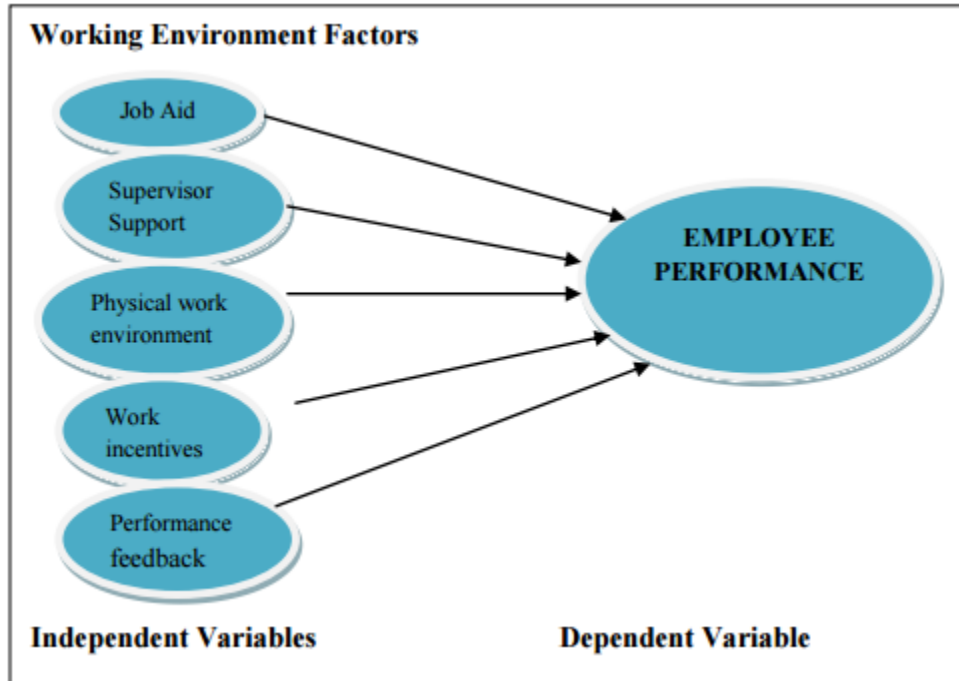 Working Environment Factors
Job Aid
Supervisor
Support
Physical work
environment
Work
incentives
Performance
feedback
EMPLOYEE
PERFORMANCE
Independent Variables
Dependent Variable